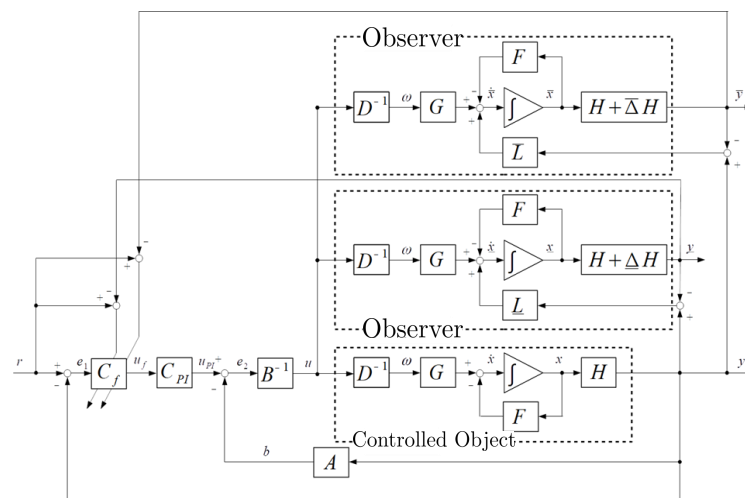 Observer
F
- ẋ̅ x̅ y̅
D⁻¹ ω G + ∫ H + Δ̅ H
+
L̅ -
+
-
F
- + - ẋ̲ x̲ y̲
D⁻¹ ω G + ∫ H + Δ̲ H
+ - +
L̲ -
+
Observer
r + e₁ C_f u_f C_PI u_PI + e₂ B⁻¹ u D⁻¹ ω G + ẋ ∫ x H y
- - -
F
Controlled Object
b A